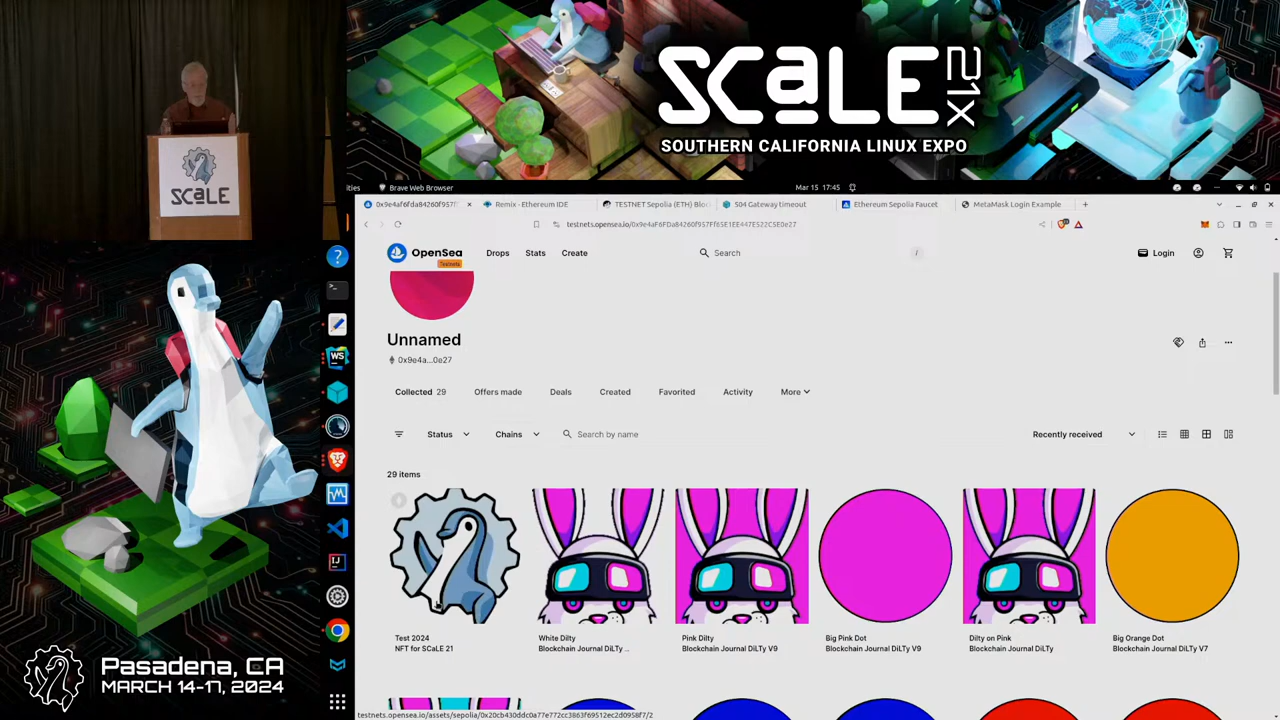 SCaLE 21x
SOUTHERN CALIFORNIA LINUX EXPO
SCaLE
ities
Brave Web Browser
Mar 15 17:45
Remix - Ethereum IDE
TESTNET Sepolia (ETH) Blo
504 Gateway timeout
Ethereum Sepolia Faucet
MetaMask Login Example
OpenSea
Testnets
Drops
Stats
Create
Search
/
Login
Unnamed
0x9e4a...0e27
Collected 29
Offers made
Deals
Created
Favorited
Activity
More
Status
Chains
Search by name
Recently received
29 items
Test 2024
NFT for SCaLE 21
White Dilty
Blockchain Journal DiLTy ...
Pink Dilty
Blockchain Journal DiLTy V9
Big Pink Dot
Blockchain Journal DiLTy V9
Dilty on Pink
Blockchain Journal DiLTy
Big Orange Dot
Blockchain Journal DiLTy V7
WS
IJ
Pasadena, CA
MARCH 14-17, 2024